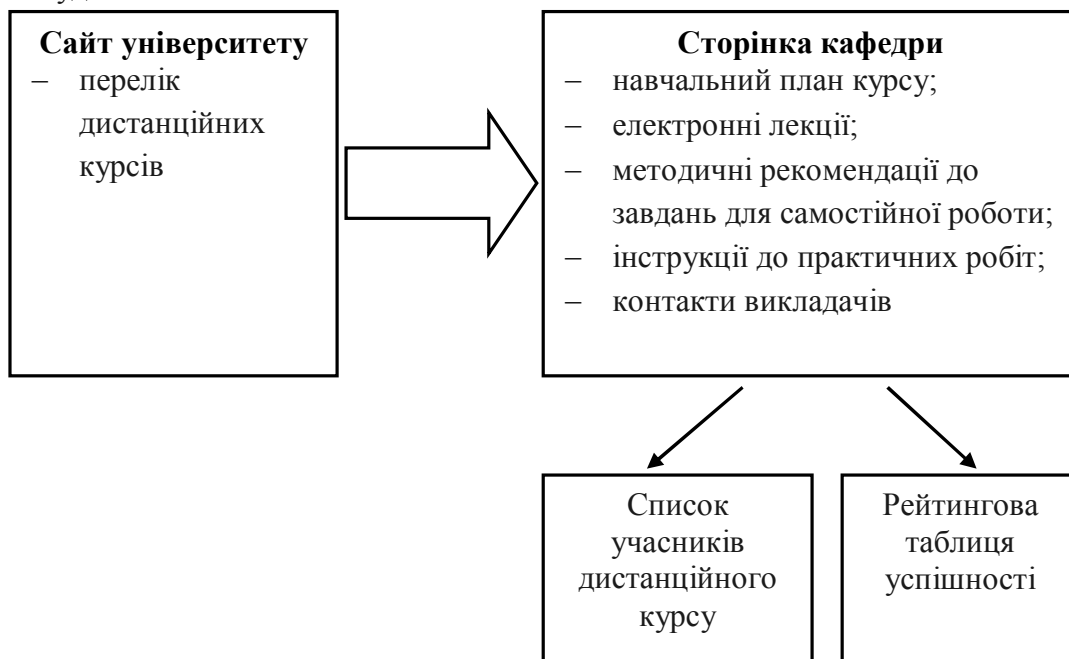 Сайт університету
– перелік
дистанційних
курсів
Сторінка кафедри
– навчальний план курсу;
– електронні лекції;
– методичні рекомендації до
завдань для самостійної роботи;
– інструкції до практичних робіт;
– контакти викладачів
Список
учасників
дистанційного
курсу
Рейтингова
таблиця
успішності